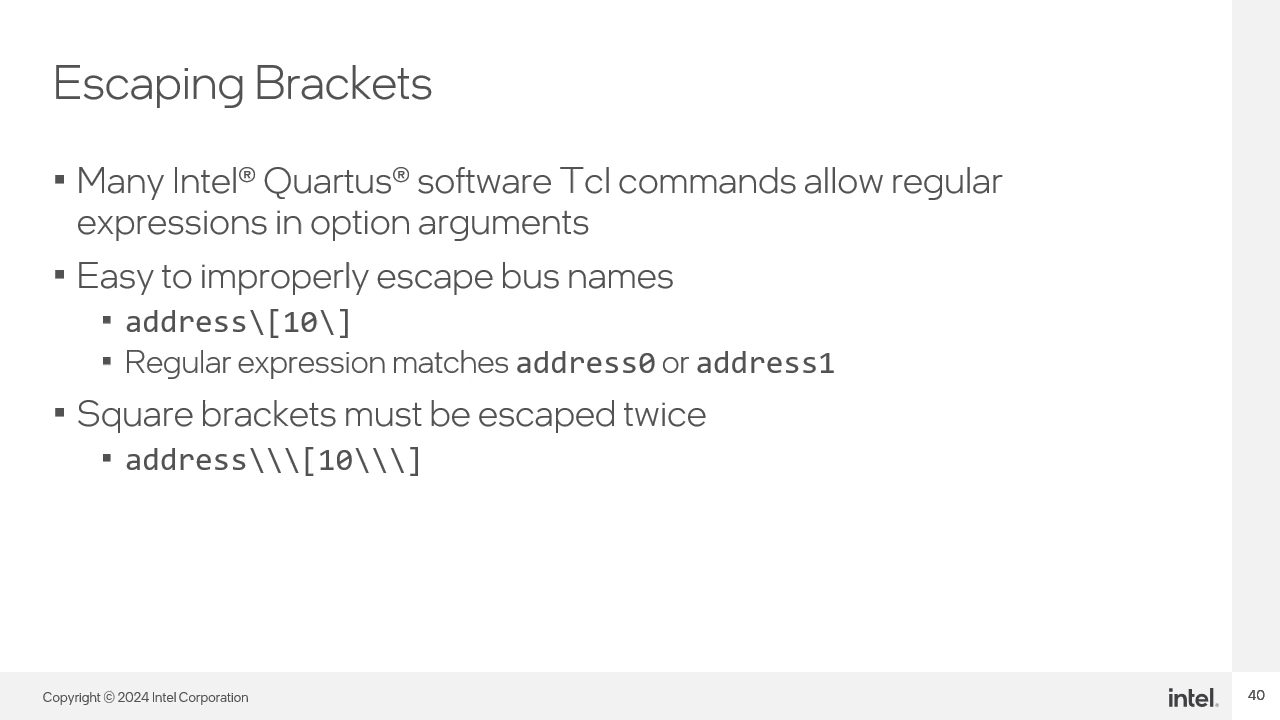 Escaping Brackets
▪ Many Intel® Quartus® software Tcl commands allow regular
expressions in option arguments
▪ Easy to improperly escape bus names
▪ address\[10\]
▪ Regular expression matches address0 or address1
▪ Square brackets must be escaped twice
▪ address\\\[10\\\]
Copyright © 2024 Intel Corporation
intel.
40